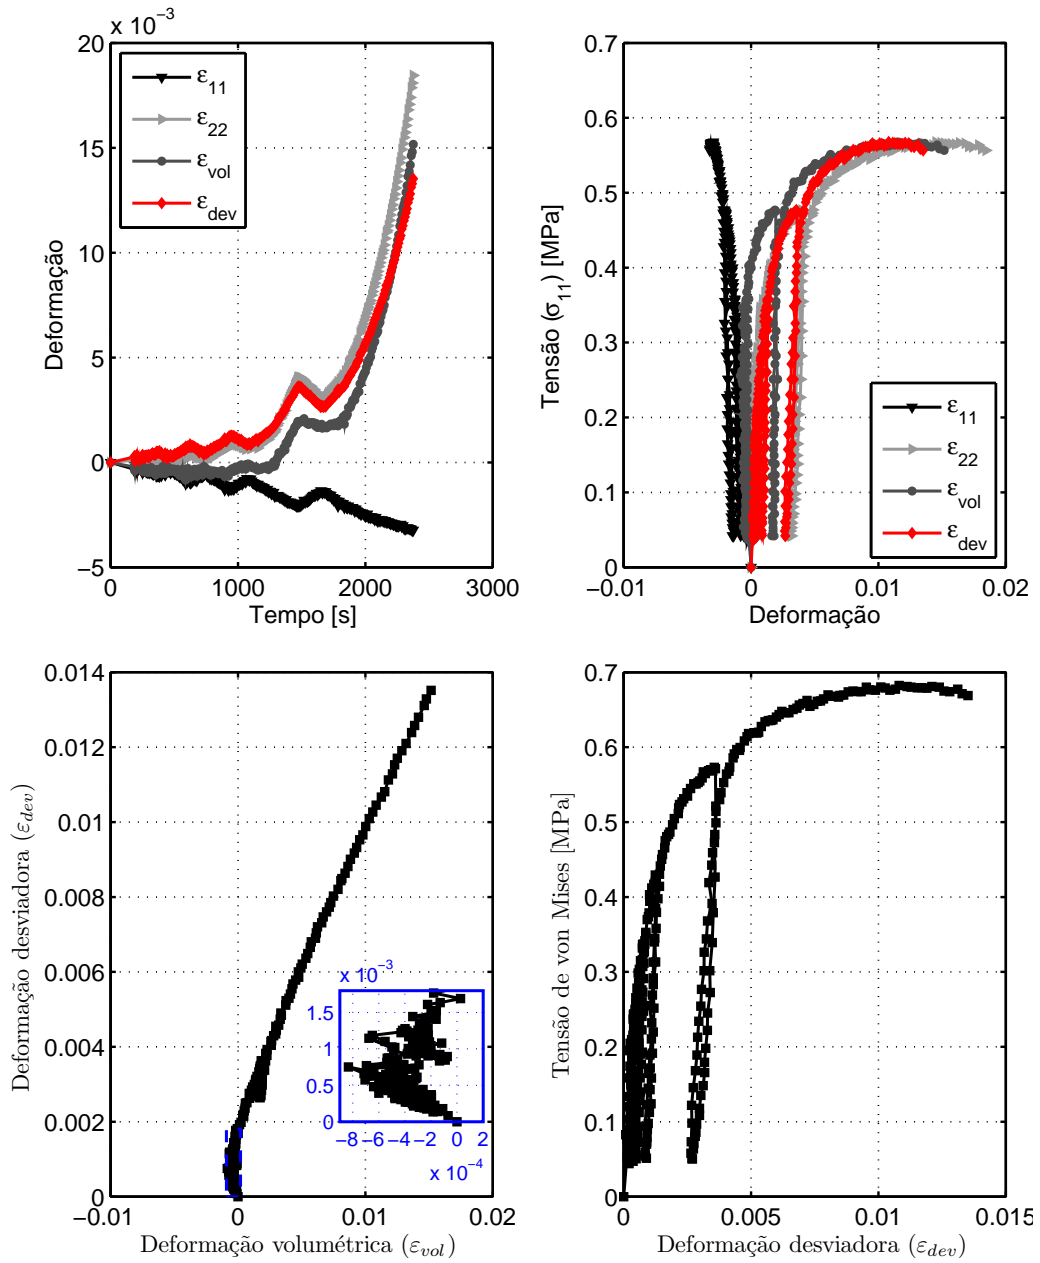 x 10⁻³
20
15
10
5
0
−5
0
1000
2000
3000
Deformação
Tempo [s]
ε11
ε22
εvol
εdev
0.7
0.6
0.5
0.4
0.3
0.2
0.1
0
−0.01
0
0.01
0.02
Tensão (σ11) [MPa]
Deformação
ε11
ε22
εvol
εdev
0.014
0.012
0.01
0.008
0.006
0.004
0.002
0
−0.01
0
0.01
0.02
Deformação desviadora (εdev)
Deformação volumétrica (εvol)
x 10⁻³
1.5
1
0.5
0
−8 −6 −4 −2 0 2
x 10⁻⁴
0.7
0.6
0.5
0.4
0.3
0.2
0.1
0
0
0.005
0.01
0.015
Tensão de von Mises [MPa]
Deformação desviadora (εdev)